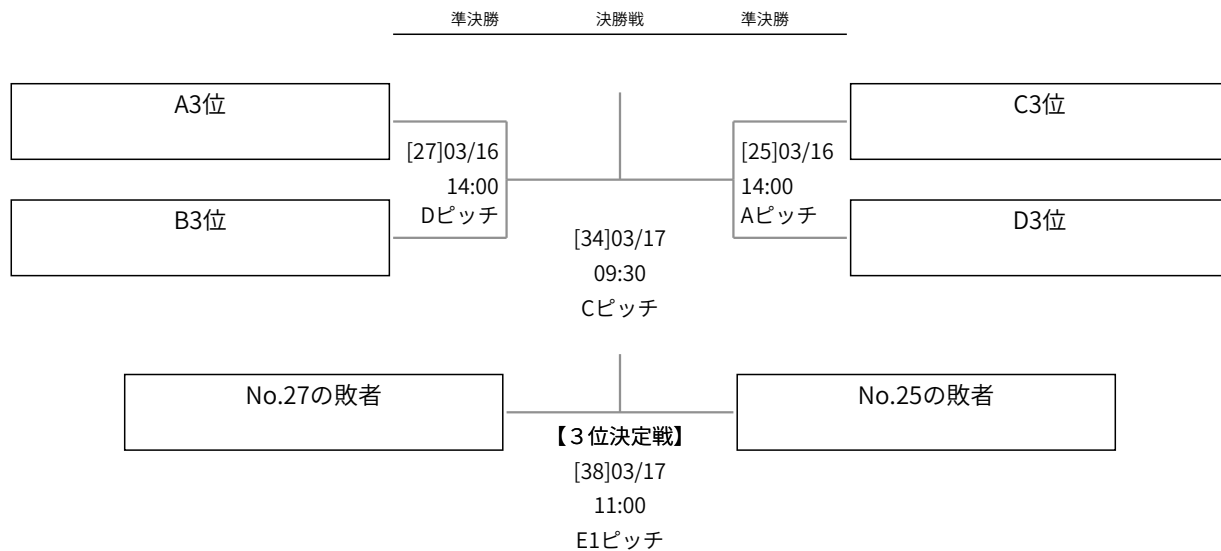 準決勝 決勝戦 準決勝
A3位
C3位
[27]03/16
14:00
Dピッチ
[25]03/16
14:00
Aピッチ
B3位
D3位
[34]03/17
09:30
Cピッチ
No.27の敗者
No.25の敗者
【３位決定戦】
[38]03/17
11:00
E1ピッチ